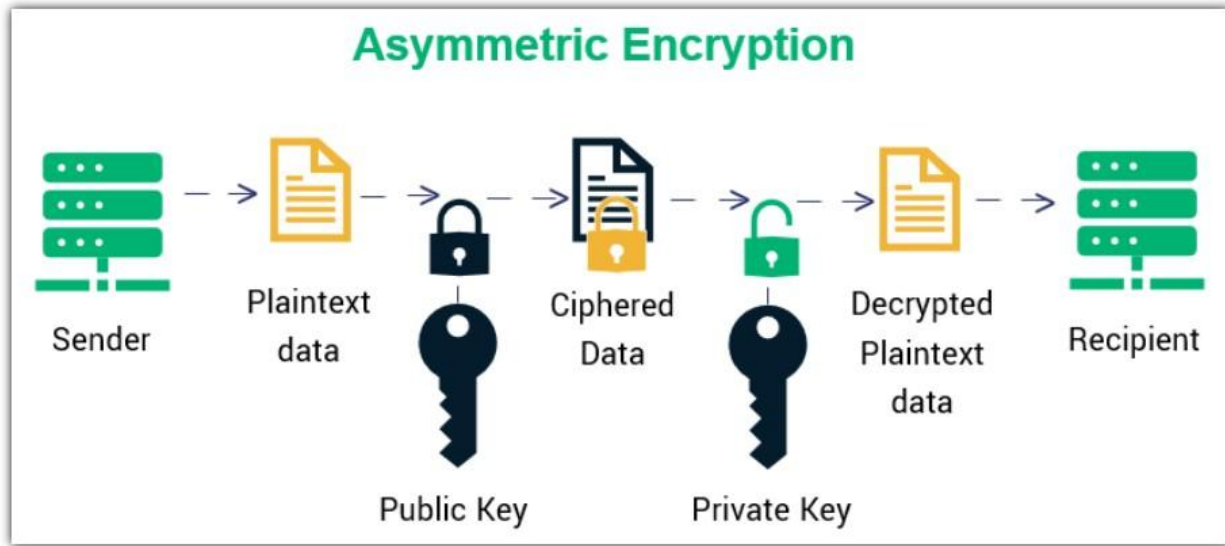 Asymmetric Encryption
Sender
Plaintext
data
Public Key
Ciphered
Data
Private Key
Decrypted
Plaintext
data
Recipient